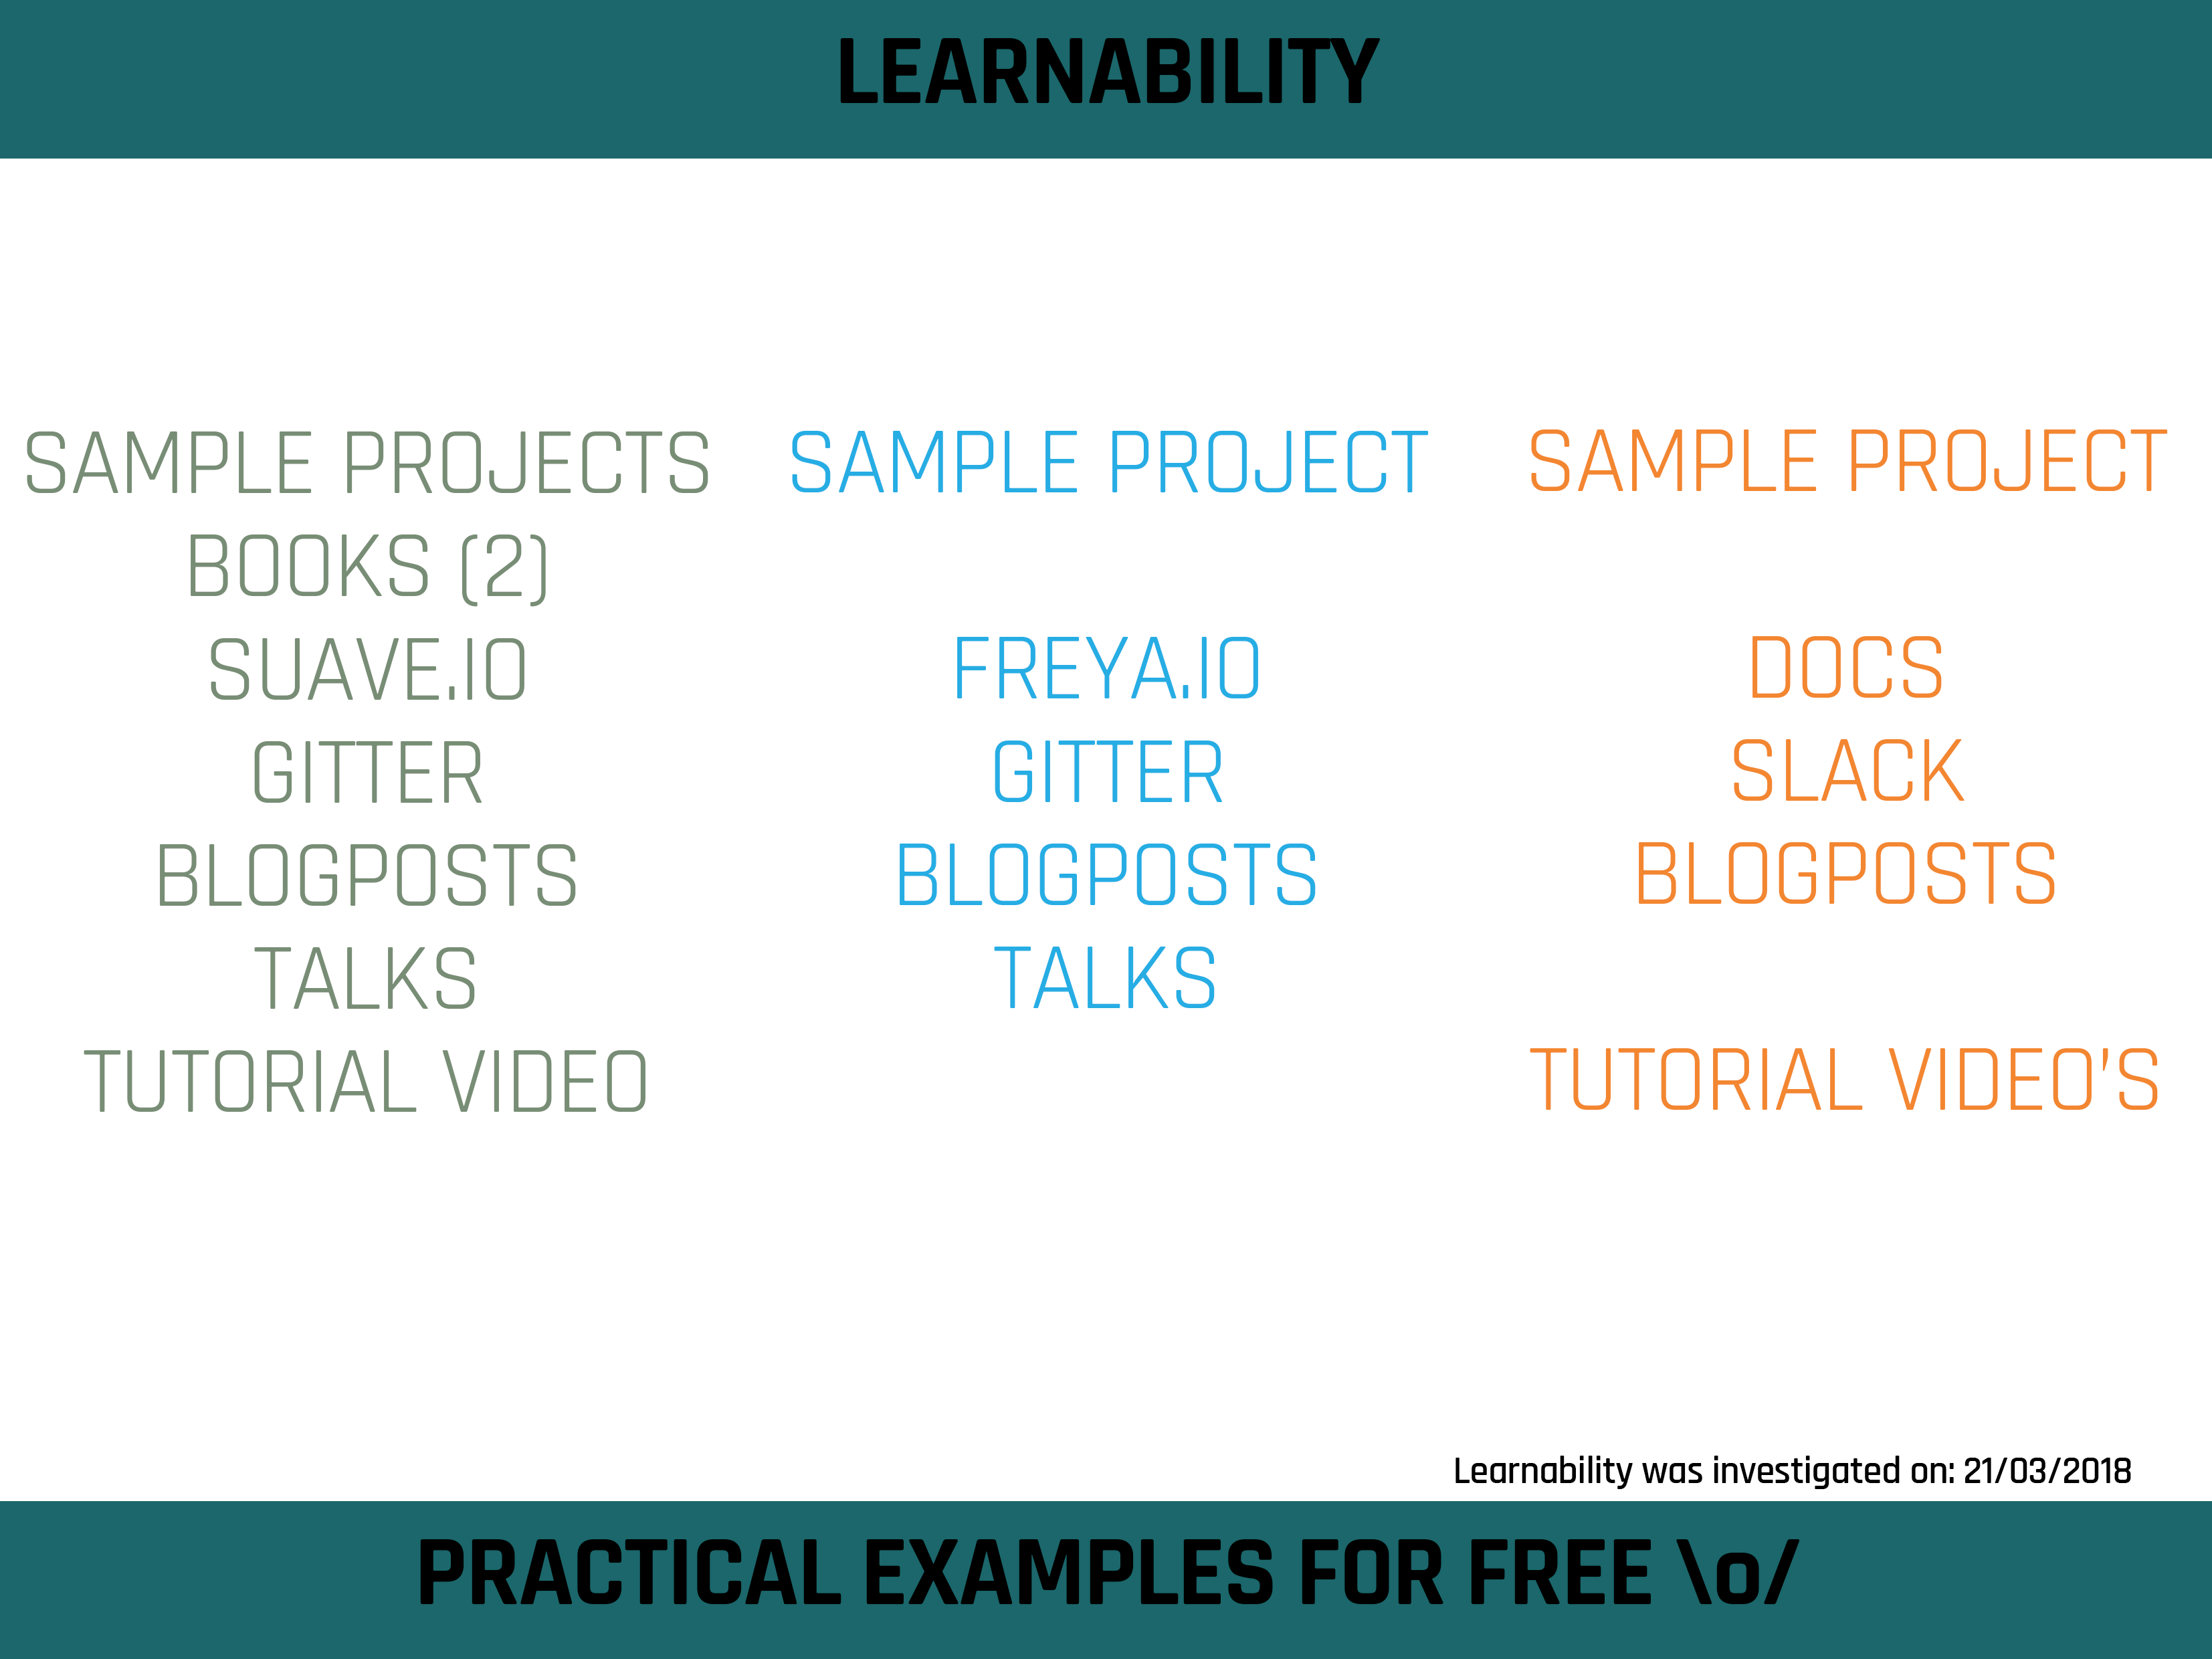 LEARNABILITY
SAMPLE PROJECTS
BOOKS (2)
SUAVE.IO
GITTER
BLOGPOSTS
TALKS
TUTORIAL VIDEO
SAMPLE PROJECT
FREYA.IO
GITTER
BLOGPOSTS
TALKS
SAMPLE PROJECT
DOCS
SLACK
BLOGPOSTS
TUTORIAL VIDEO'S
Learnability was investigated on: 21/03/2018
PRACTICAL EXAMPLES FOR FREE \o/